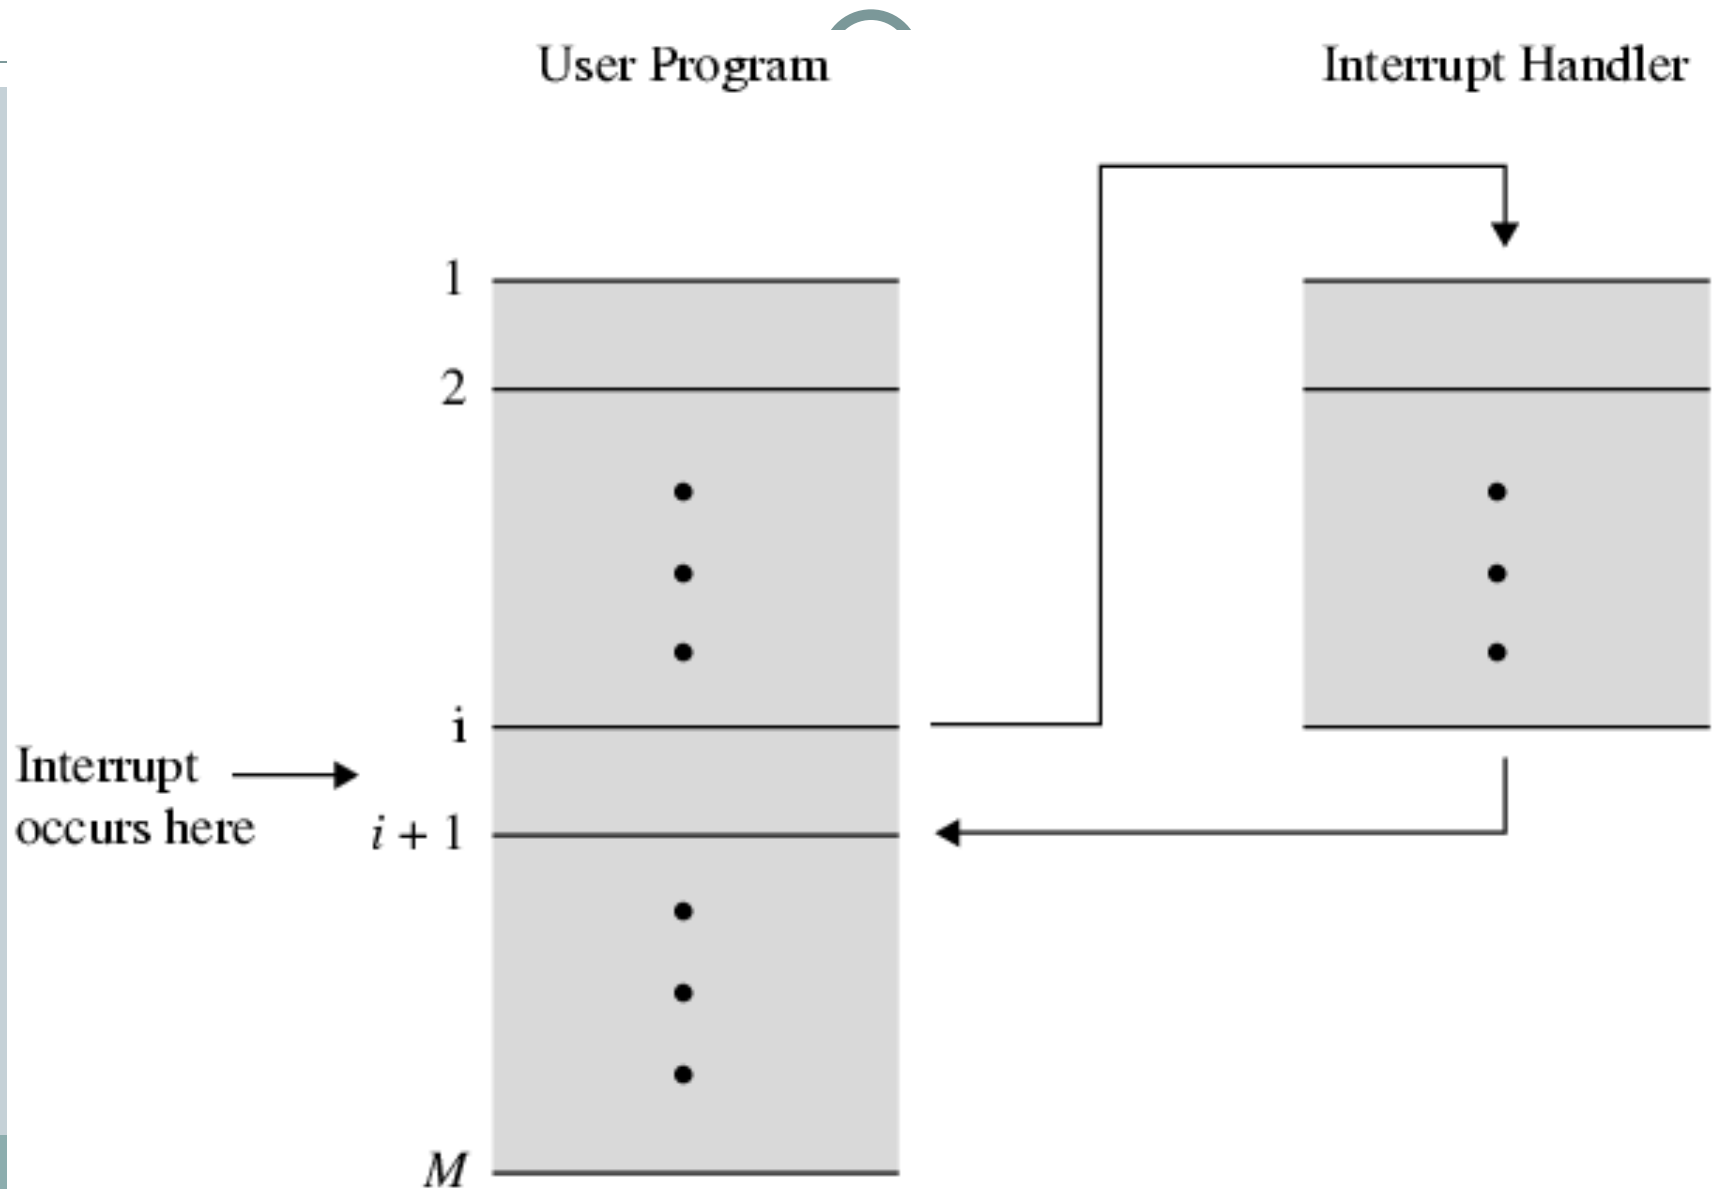 User Program
Interrupt Handler
1
2
i
Interrupt
occurs here
i + 1
M